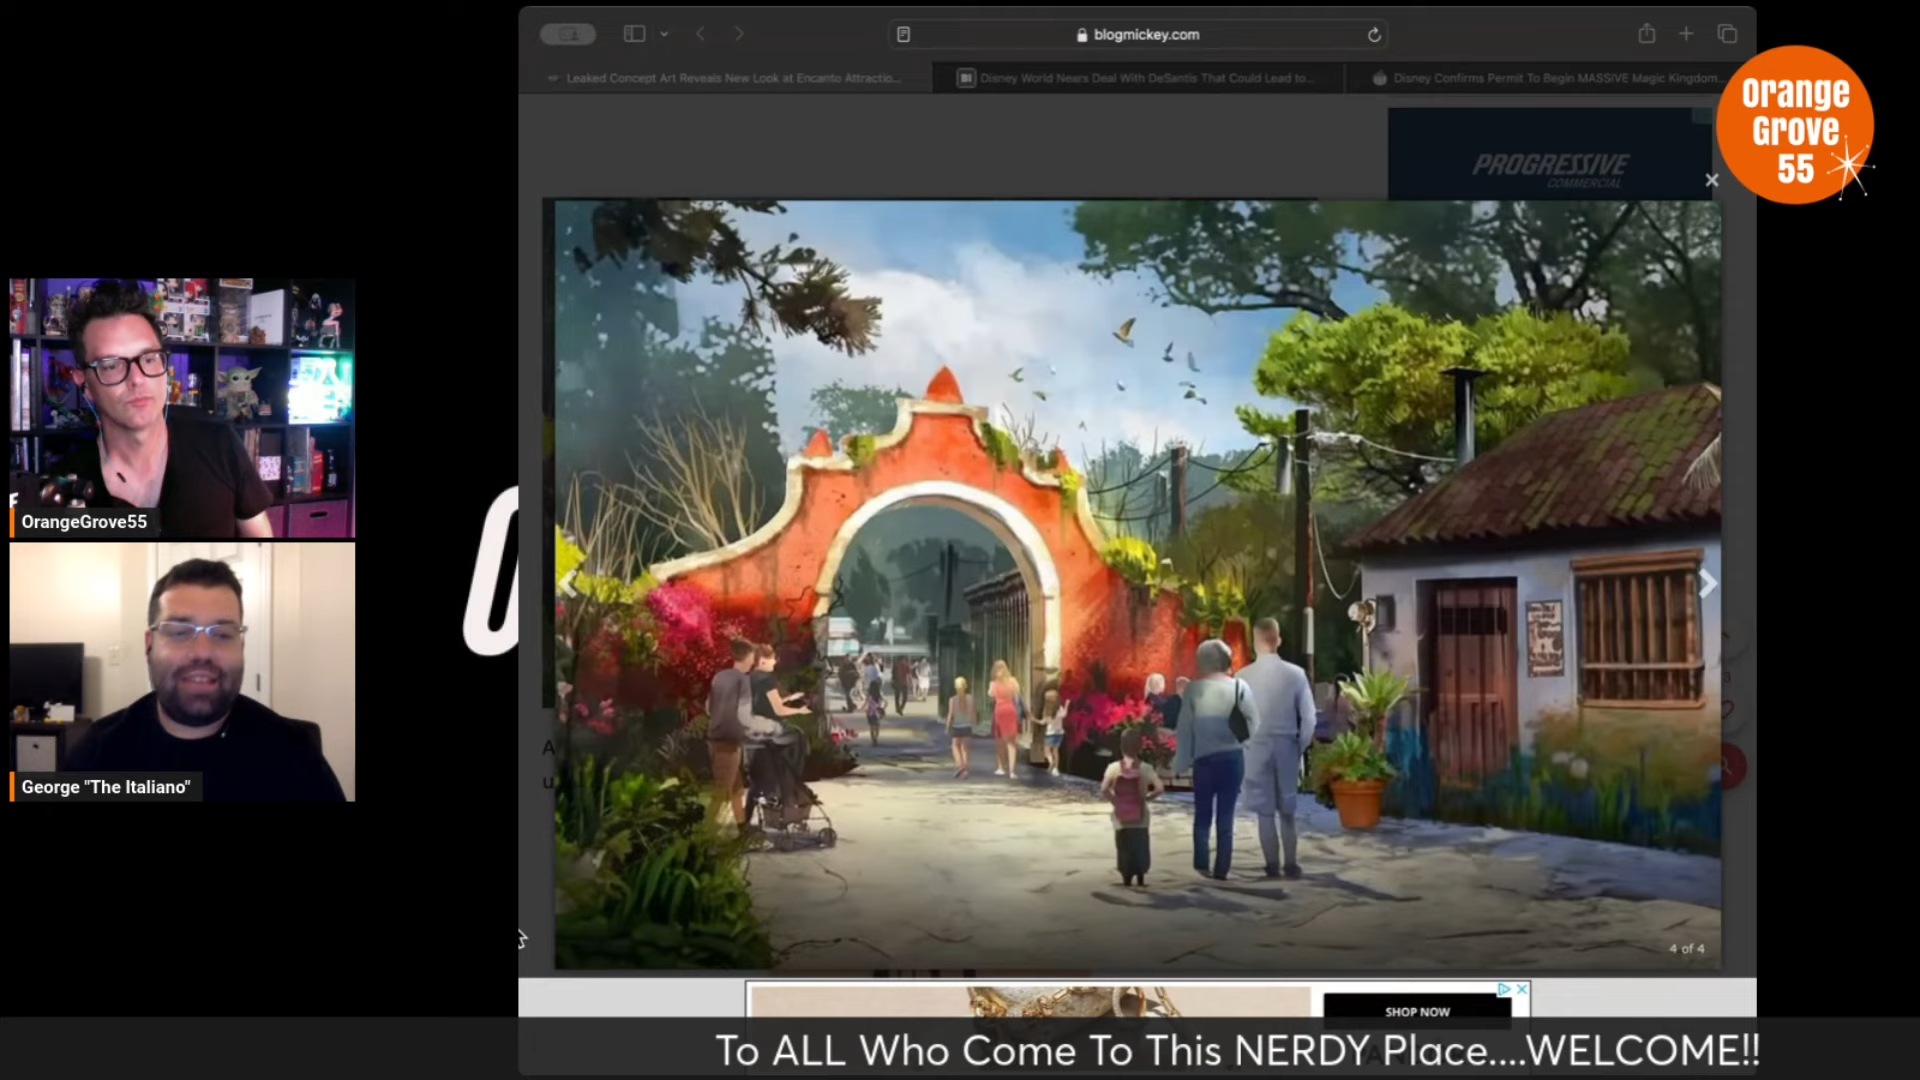 blogmickey.com
Leaked Concept Art Reveals New Look at Encanto Attractio...
Disney World Nears Deal With DeSantis That Could Lead to...
Disney Confirms Permit To Begin MASSIVE Magic Kingdom...
Orange
Grove
55
PROGRESSIVE
COMMERCIAL
OrangeGrove55
George "The Italiano"
4 of 4
SHOP NOW
To ALL Who Come To This NERDY Place....WELCOME!!